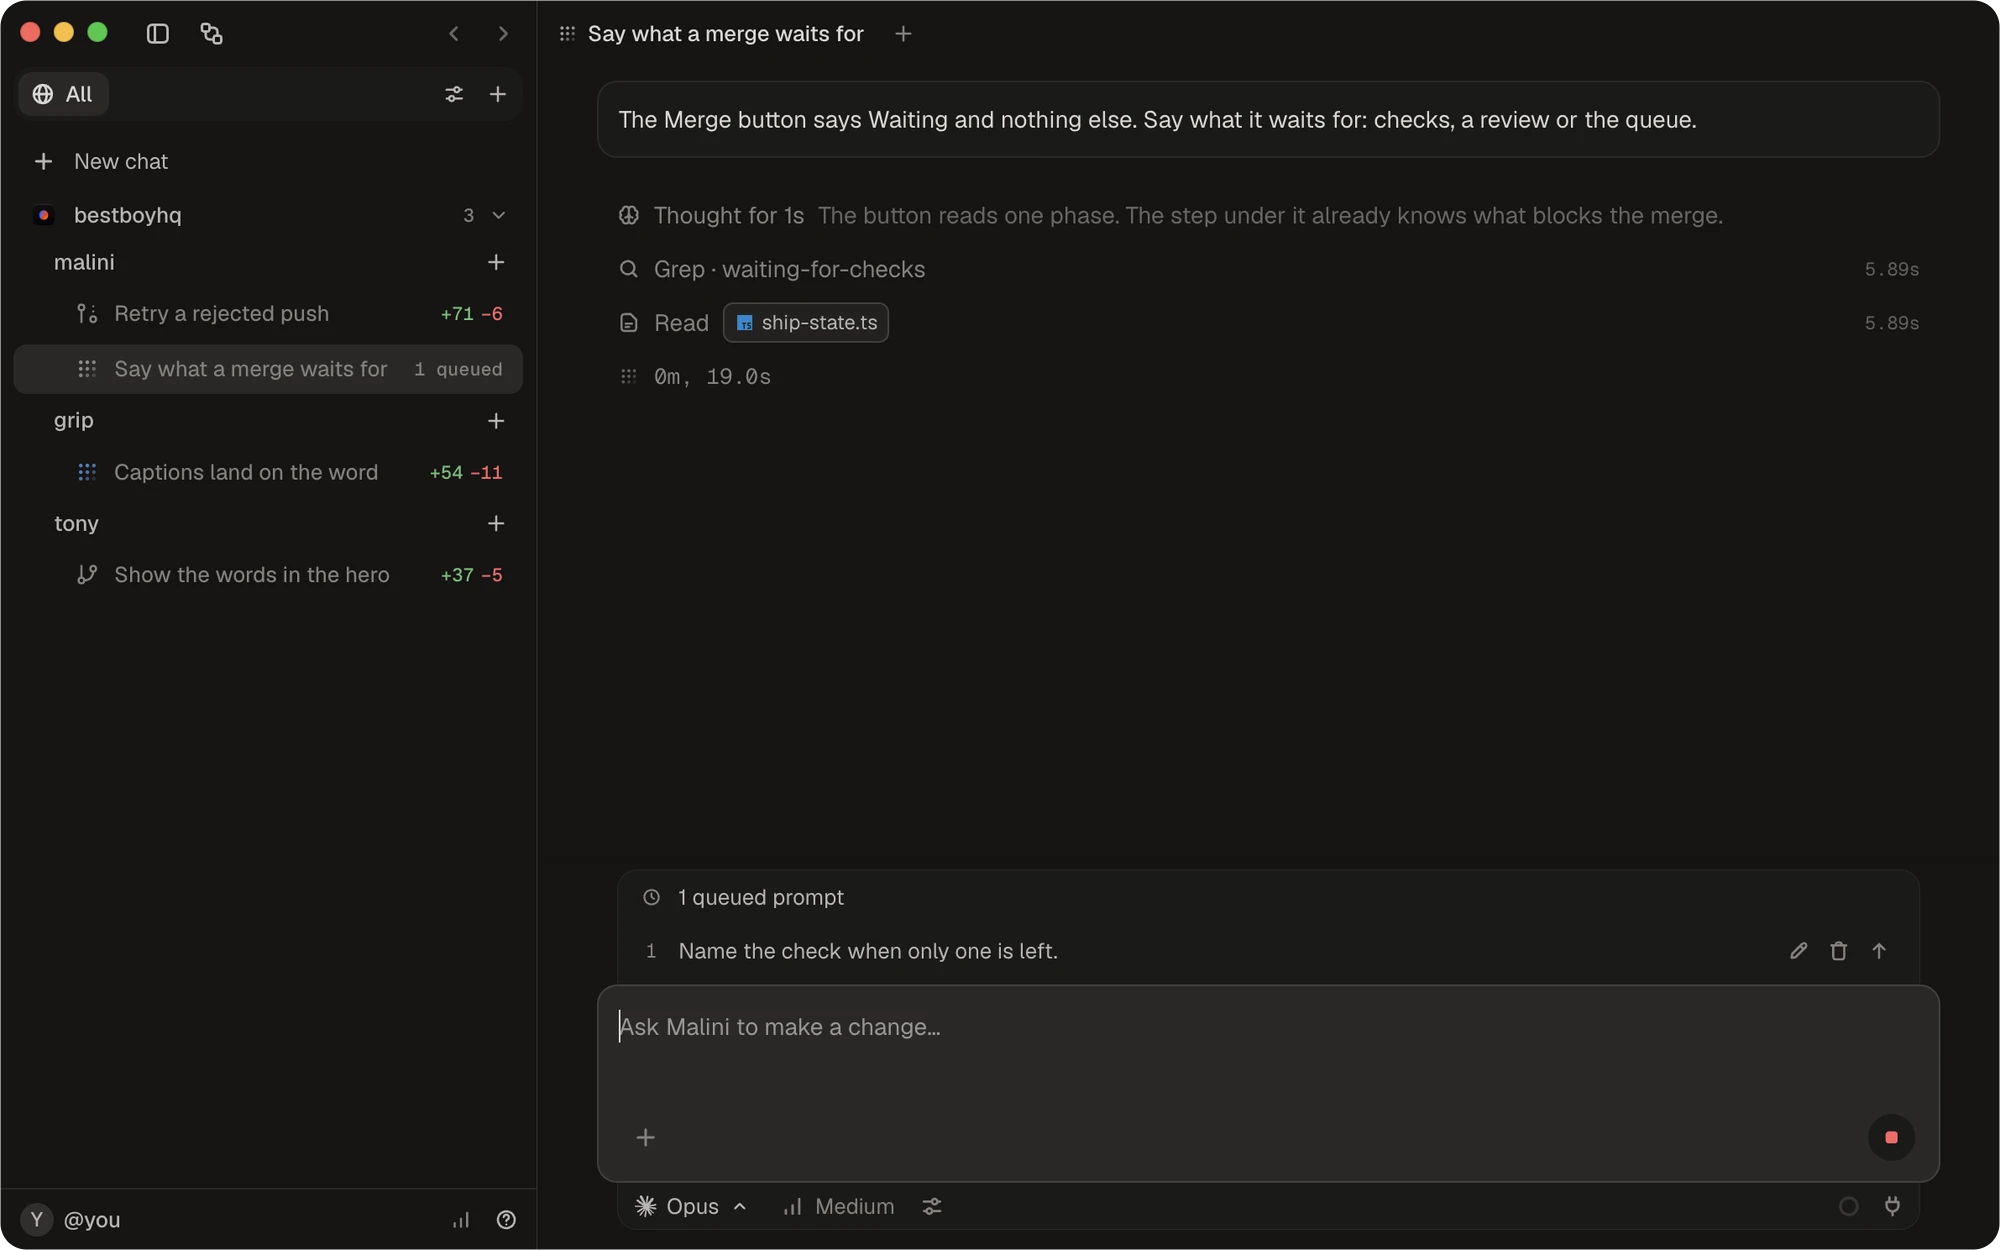 All
New chat
bestboyhq 3
malini
Retry a rejected push +71 −6
Say what a merge waits for 1 queued
grip
Captions land on the word +54 −11
tony
Show the words in the hero +37 −5
Y @you
Say what a merge waits for
The Merge button says Waiting and nothing else. Say what it waits for: checks, a review or the queue.
Thought for 1s The button reads one phase. The step under it already knows what blocks the merge.
Grep · waiting-for-checks 5.89s
Read TS ship-state.ts 5.89s
0m, 19.0s
1 queued prompt
1 Name the check when only one is left.
Ask Malini to make a change…
Opus Medium